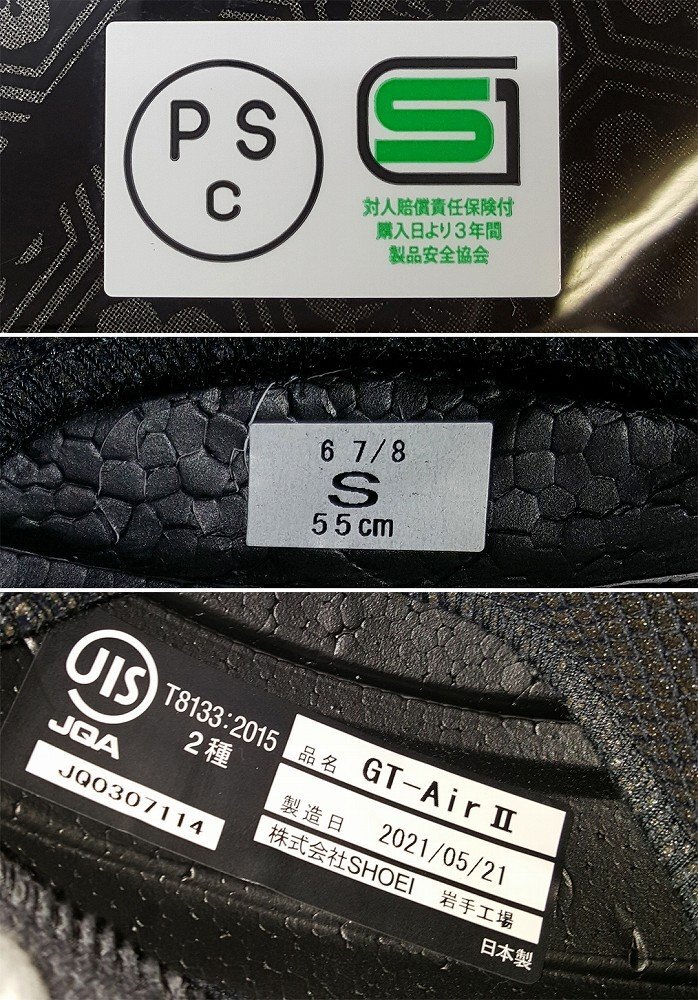 PS
C
S
対人賠償責任保険付
購入日より3年間
製品安全協会
6 7/8
S
55cm
JIS
JQA
T8133:2015
2種
JQ0307114
品名 GT-Air Ⅱ
製造日 2021/05/21
株式会社SHOEI 岩手工場
日本製